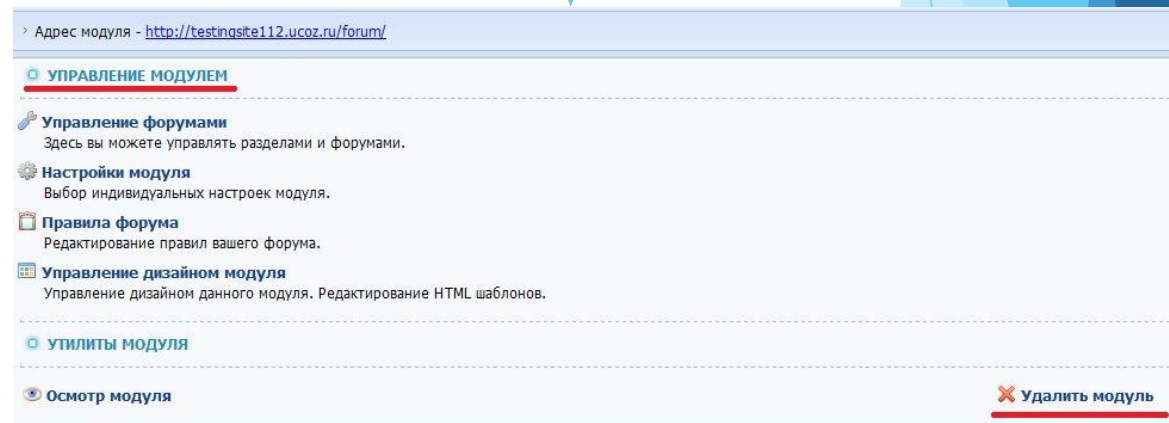 Адрес модуля - http://testingsite112.ucoz.ru/forum/
УПРАВЛЕНИЕ МОДУЛЕМ
Управление форумами
Здесь вы можете управлять разделами и форумами.
Настройки модуля
Выбор индивидуальных настроек модуля.
Правила форума
Редактирование правил вашего форума.
Управление дизайном модуля
Управление дизайном данного модуля. Редактирование HTML шаблонов.
УТИЛИТЫ МОДУЛЯ
Осмотр модуля Удалить модуль